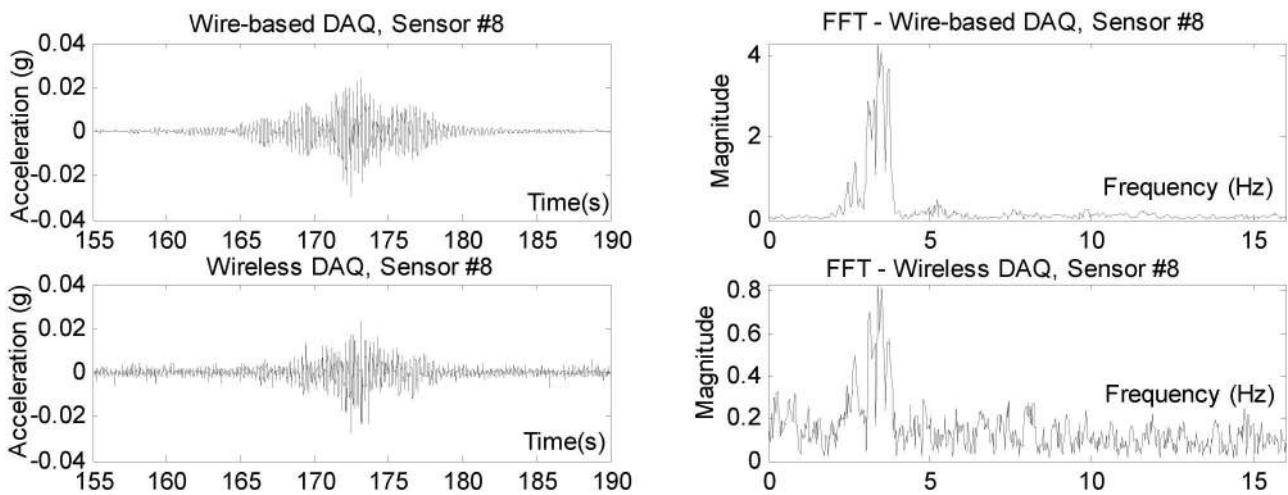 Wire-based DAQ, Sensor #8
Acceleration (g)
0.04
0.02
0
-0.02
-0.04
Time(s)
155 160 165 170 175 180 185 190
FFT - Wire-based DAQ, Sensor #8
Magnitude
4
2
0
Frequency (Hz)
0 5 10 15
Wireless DAQ, Sensor #8
Acceleration (g)
0.04
0.02
0
-0.02
-0.04
Time(s)
155 160 165 170 175 180 185 190
FFT - Wireless DAQ, Sensor #8
Magnitude
0.8
0.6
0.4
0.2
0
Frequency (Hz)
0 5 10 15